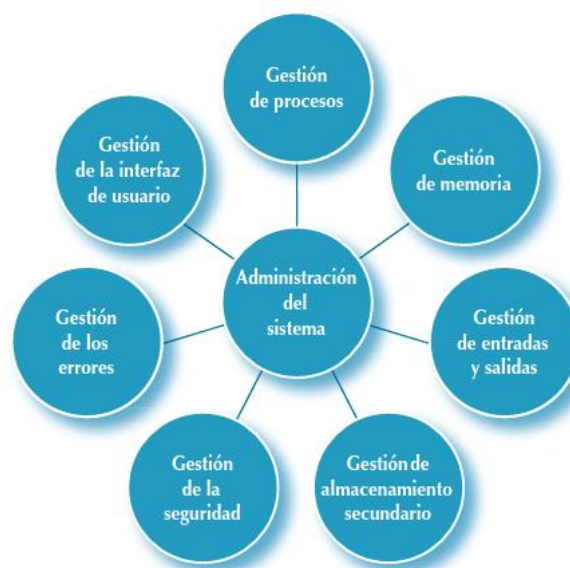 Gestión
de procesos
Gestión
de la interfaz
de usuario
Gestión
de memoria
Administración
del
sistema
Gestión
de los
errores
Gestión
de entradas
y salidas
Gestión
de la
seguridad
Gestión de
almacenamiento
secundario